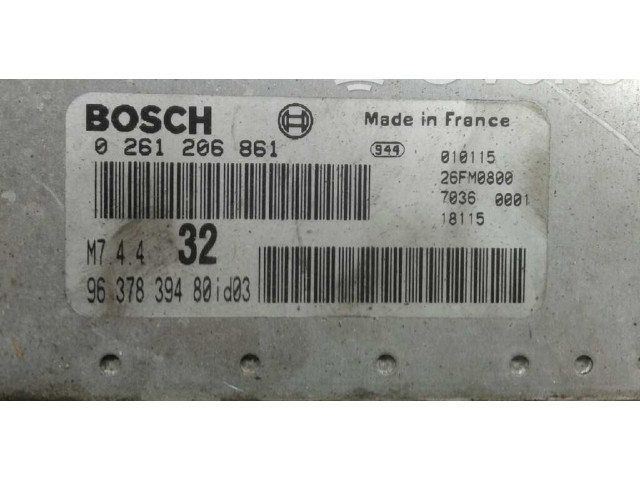 BOSCH
Made in France
0 261 206 861
944
010115
26FM0800
7036 0001
18115
M7 4 4 32
96 378 394 80id03